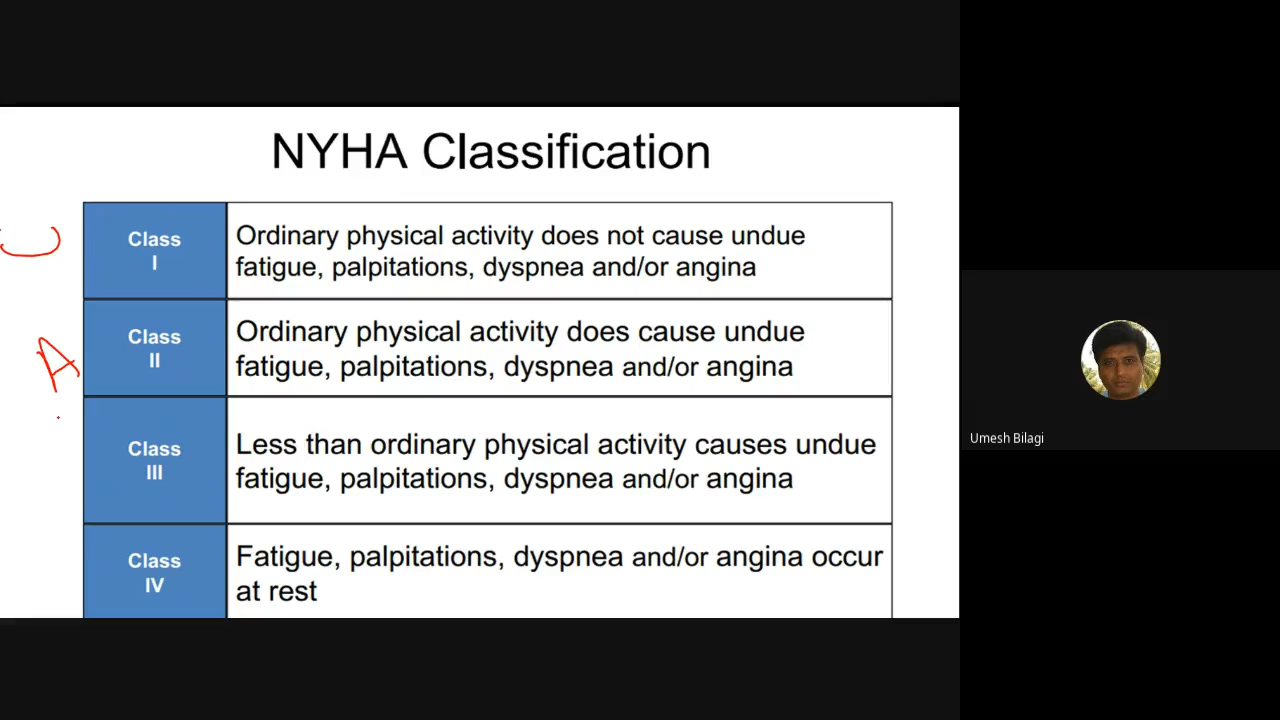 NYHA Classification
Class
I
Ordinary physical activity does not cause undue
fatigue, palpitations, dyspnea and/or angina
A
Class
II
Ordinary physical activity does cause undue
fatigue, palpitations, dyspnea and/or angina
Class
III
Less than ordinary physical activity causes undue
fatigue, palpitations, dyspnea and/or angina
Class
IV
Fatigue, palpitations, dyspnea and/or angina occur
at rest
Umesh Bilagi